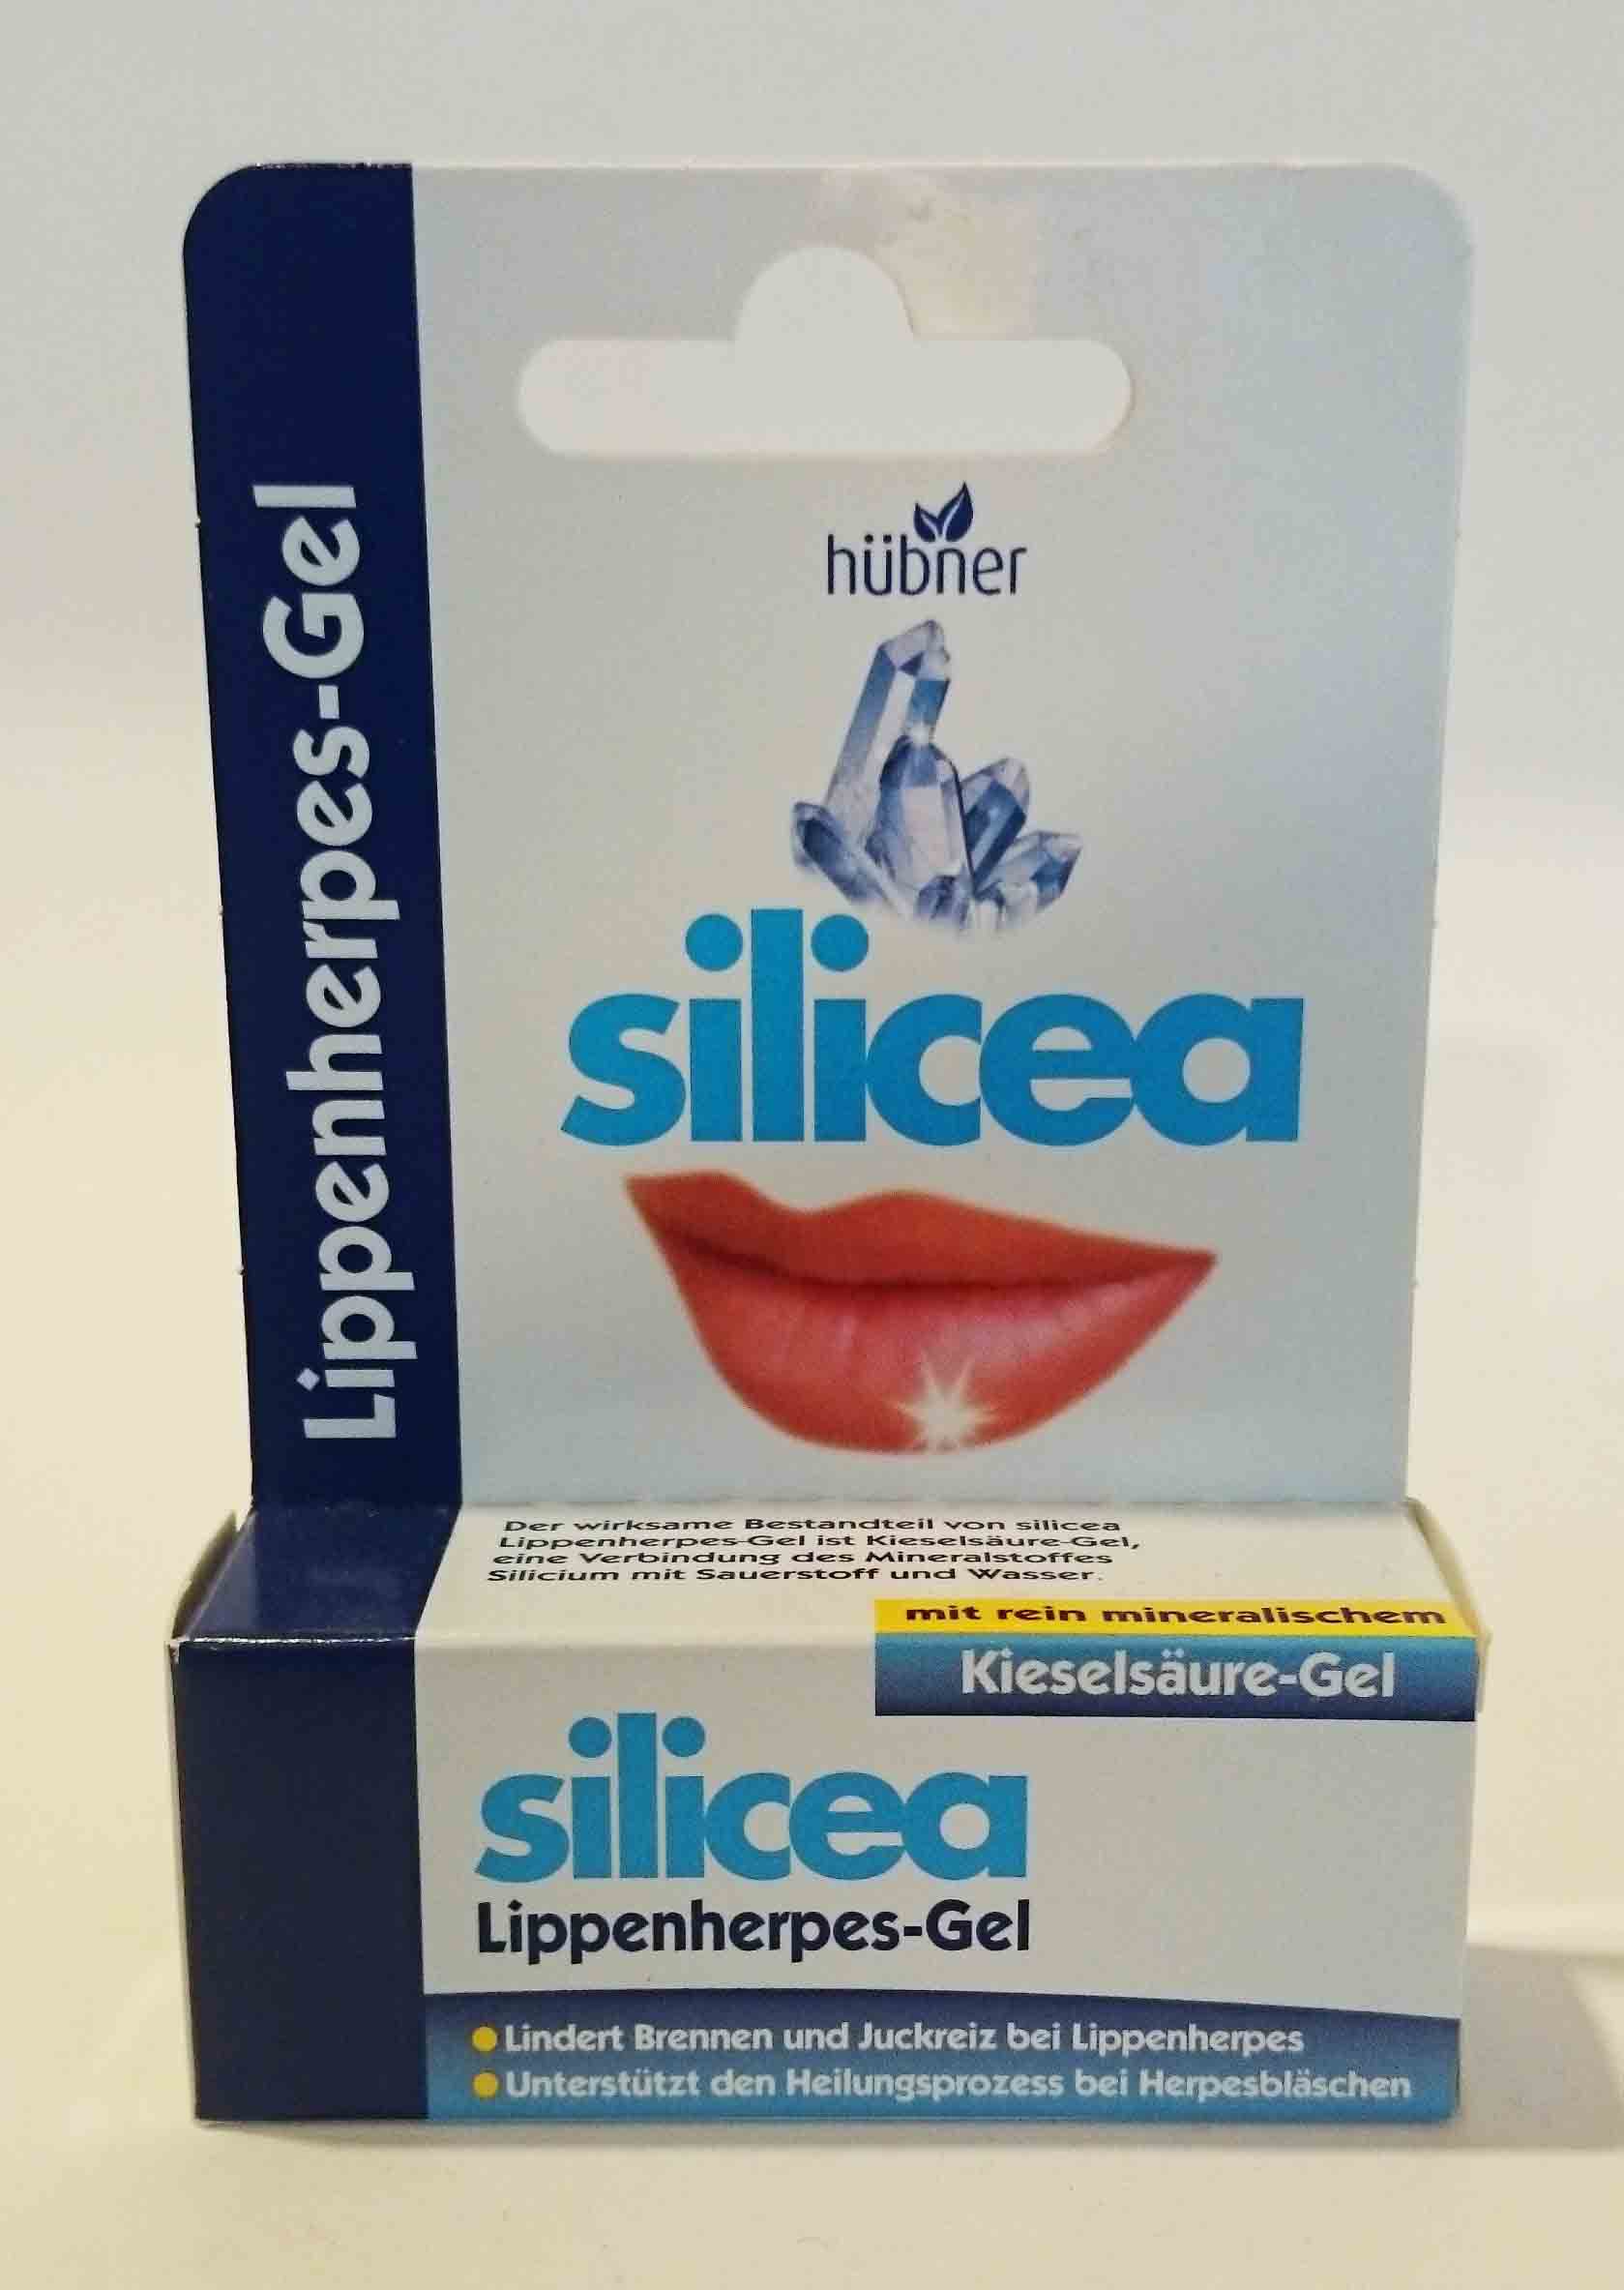 Lippenherpes-Gel
hübner
silicea
Der wirksame Bestandteil von silicea
Lippenherpes-Gel ist Kieselsäure-Gel,
eine Verbindung des Mineralstoffes
Silicium mit Sauerstoff und Wasser.
mit rein mineralischem
Kieselsäure-Gel
silicea
Lippenherpes-Gel
Lindert Brennen und Juckreiz bei Lippenherpes
Unterstützt den Heilungsprozess bei Herpesbläschen